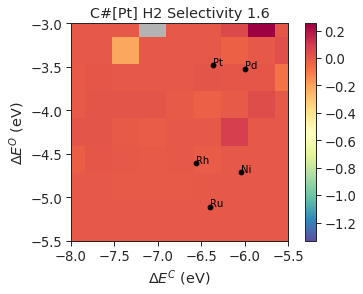 C#[Pt] H2 Selectivity 1.6
-3.0
-3.5
-4.0
-4.5
-5.0
-5.5
ΔE^O (eV)
Pt
Pd
Rh
Ni
Ru
-8.0 -7.5 -7.0 -6.5 -6.0 -5.5
ΔE^C (eV)
0.2
0.0
-0.2
-0.4
-0.6
-0.8
-1.0
-1.2